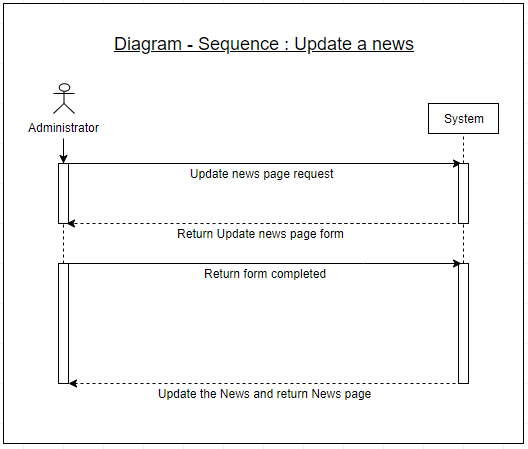 Diagram - Sequence : Update a news
Administrator
System
Update news page request
Return Update news page form
Return form completed
Update the News and return News page